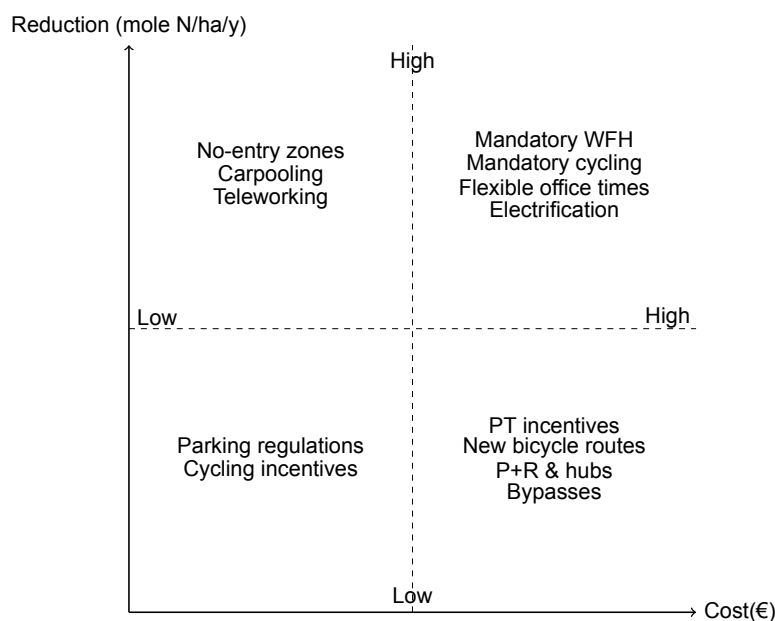 Reduction (mole N/ha/y)
High
No-entry zones
Carpooling
Teleworking
Mandatory WFH
Mandatory cycling
Flexible office times
Electrification
Low
High
Parking regulations
Cycling incentives
PT incentives
New bicycle routes
P+R & hubs
Bypasses
Low
Cost(€)